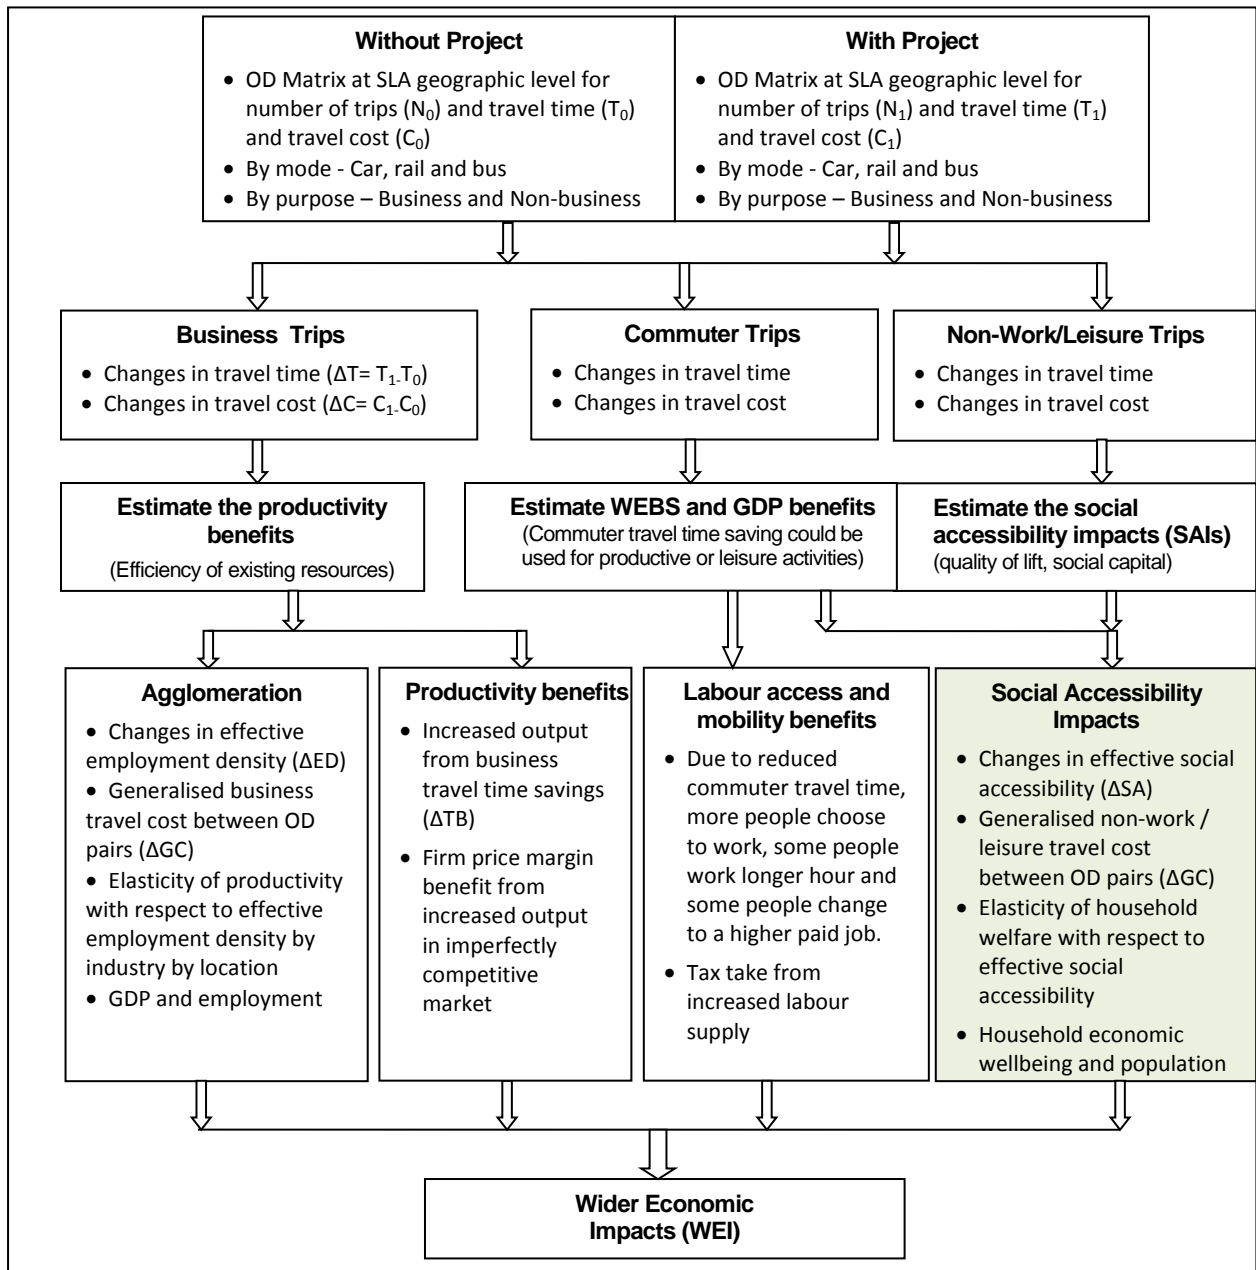 Without Project
• OD Matrix at SLA geographic level for
number of trips (N₀) and travel time (T₀)
and travel cost (C₀)
• By mode - Car, rail and bus
• By purpose – Business and Non-business
With Project
• OD Matrix at SLA geographic level for
number of trips (N₁) and travel time (T₁)
and travel cost (C₁)
• By mode - Car, rail and bus
• By purpose – Business and Non-business
Business Trips
• Changes in travel time (ΔT= T₁-T₀)
• Changes in travel cost (ΔC= C₁-C₀)
Commuter Trips
• Changes in travel time
• Changes in travel cost
Non-Work/Leisure Trips
• Changes in travel time
• Changes in travel cost
Estimate the productivity
benefits
(Efficiency of existing resources)
Estimate WEBS and GDP benefits
(Commuter travel time saving could be
used for productive or leisure activities)
Estimate the social
accessibility impacts (SAIs)
(quality of lift, social capital)
Agglomeration
• Changes in effective
employment density (ΔED)
• Generalised business
travel cost between OD
pairs (ΔGC)
• Elasticity of productivity
with respect to effective
employment density by
industry by location
• GDP and employment
Productivity benefits
• Increased output
from business
travel time savings
(ΔTB)
• Firm price margin
benefit from
increased output
in imperfectly
competitive
market
Labour access and
mobility benefits
• Due to reduced
commuter travel time,
more people choose
to work, some people
work longer hour and
some people change
to a higher paid job.
• Tax take from
increased labour
supply
Social Accessibility
Impacts
• Changes in effective social
accessibility (ΔSA)
• Generalised non-work /
leisure travel cost
between OD pairs (ΔGC)
• Elasticity of household
welfare with respect to
effective social
accessibility
• Household economic
wellbeing and population
Wider Economic
Impacts (WEI)